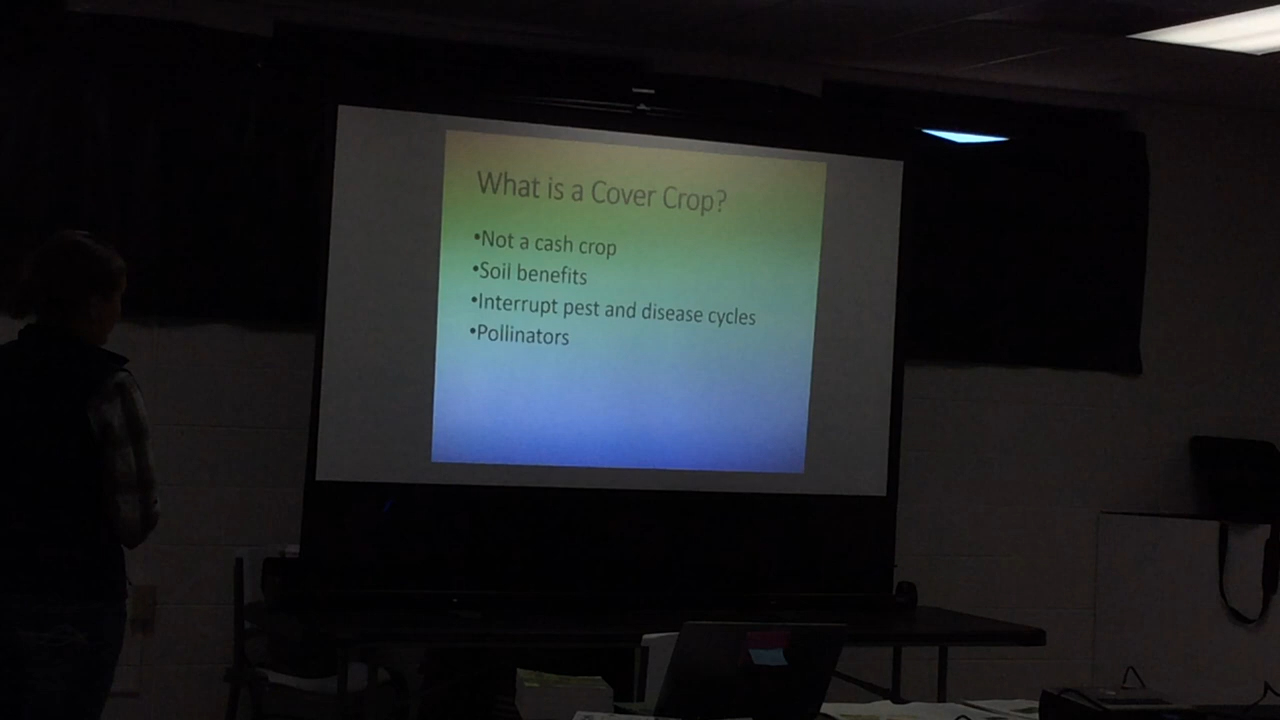 What is a Cover Crop?
•Not a cash crop
•Soil benefits
•Interrupt pest and disease cycles
•Pollinators